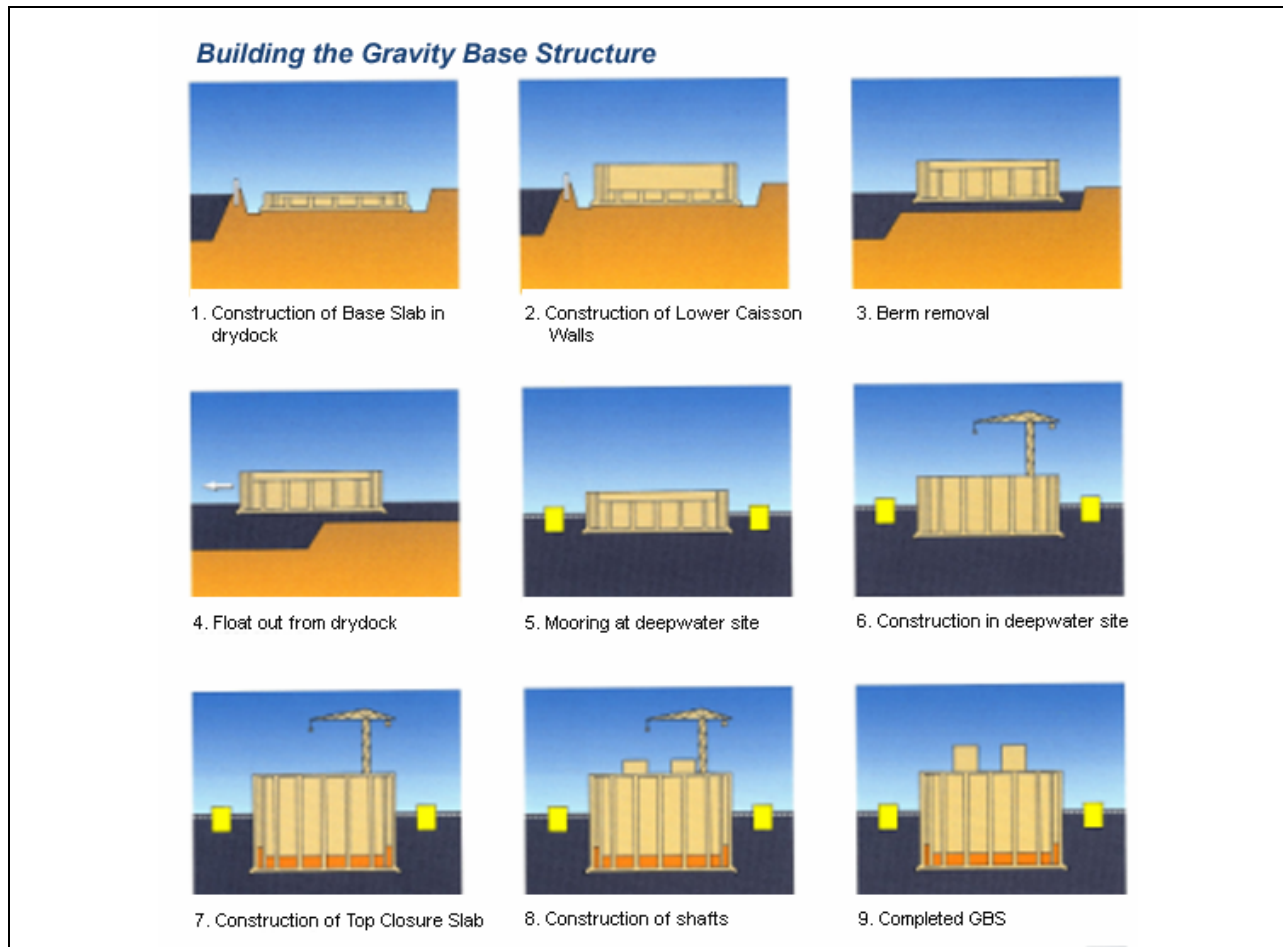 Building the Gravity Base Structure
1. Construction of Base Slab in
drydock
2. Construction of Lower Caisson
Walls
3. Berm removal
4. Float out from drydock
5. Mooring at deepwater site
6. Construction in deepwater site
7. Construction of Top Closure Slab
8. Construction of shafts
9. Completed GBS